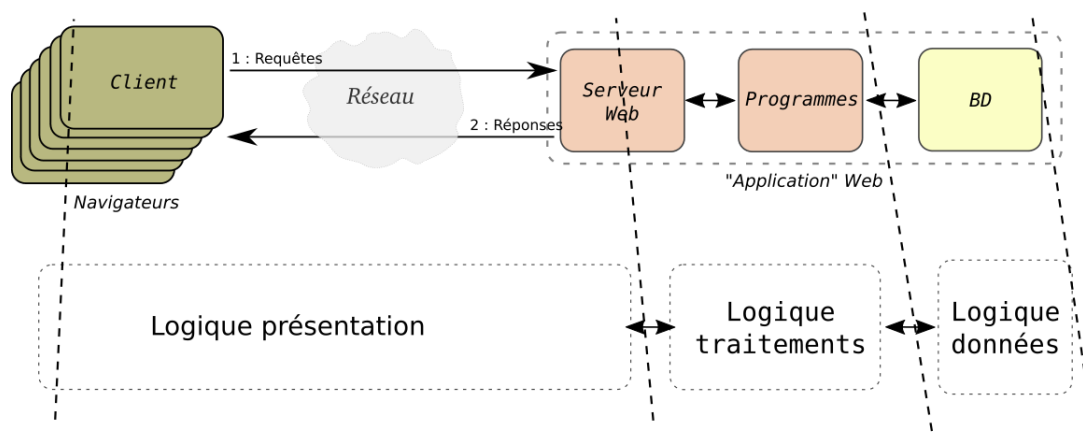 1 : Requêtes
Client
Réseau
Serveur
Web
Programmes
BD
2 : Réponses
Navigateurs
"Application" Web
Logique présentation
Logique
traitements
Logique
données